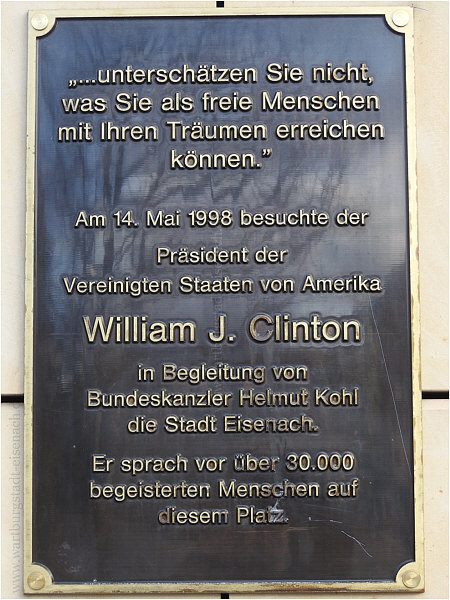 „...unterschätzen Sie nicht,
was Sie als freie Menschen
mit Ihren Träumen erreichen
können.”
Am 14. Mai 1998 besuchte der
Präsident der
Vereinigten Staaten von Amerika
William J. Clinton
in Begleitung von
Bundeskanzler Helmut Kohl
die Stadt Eisenach.
Er sprach vor über 30.000
begeisterten Menschen auf
diesem Platz.
www.wartburgstadt-eisenach